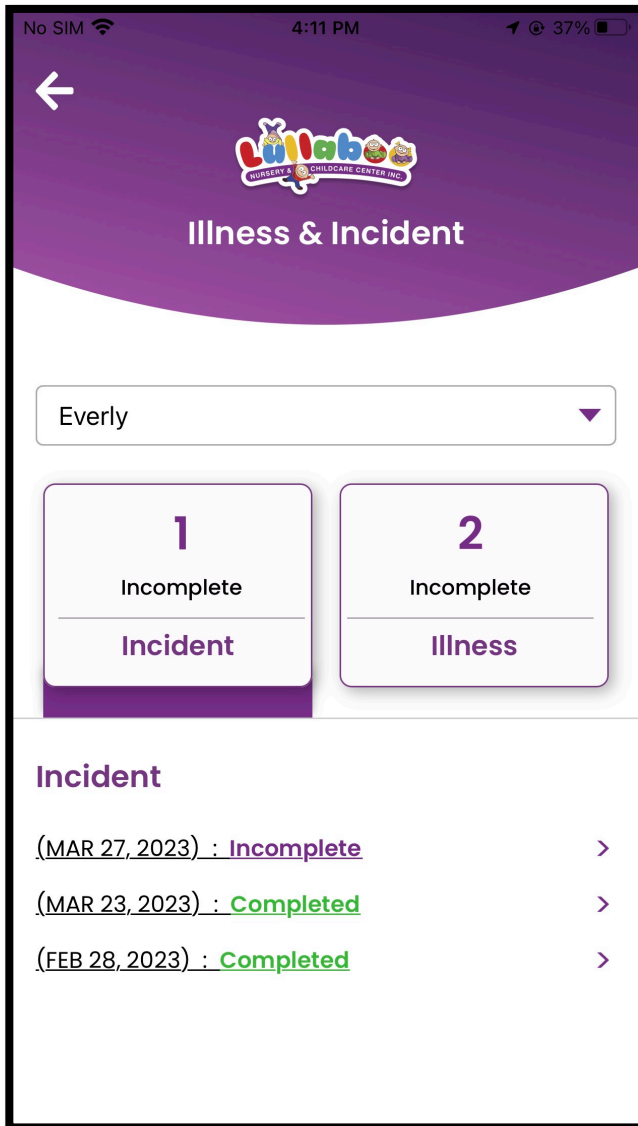 No SIM 4:11 PM 37%
Lullaboo
NURSERY & CHILDCARE CENTER INC.
Illness & Incident
Everly
1 2
Incomplete Incomplete
Incident Illness
Incident
(MAR 27, 2023) : Incomplete >
(MAR 23, 2023) : Completed >
(FEB 28, 2023) : Completed >